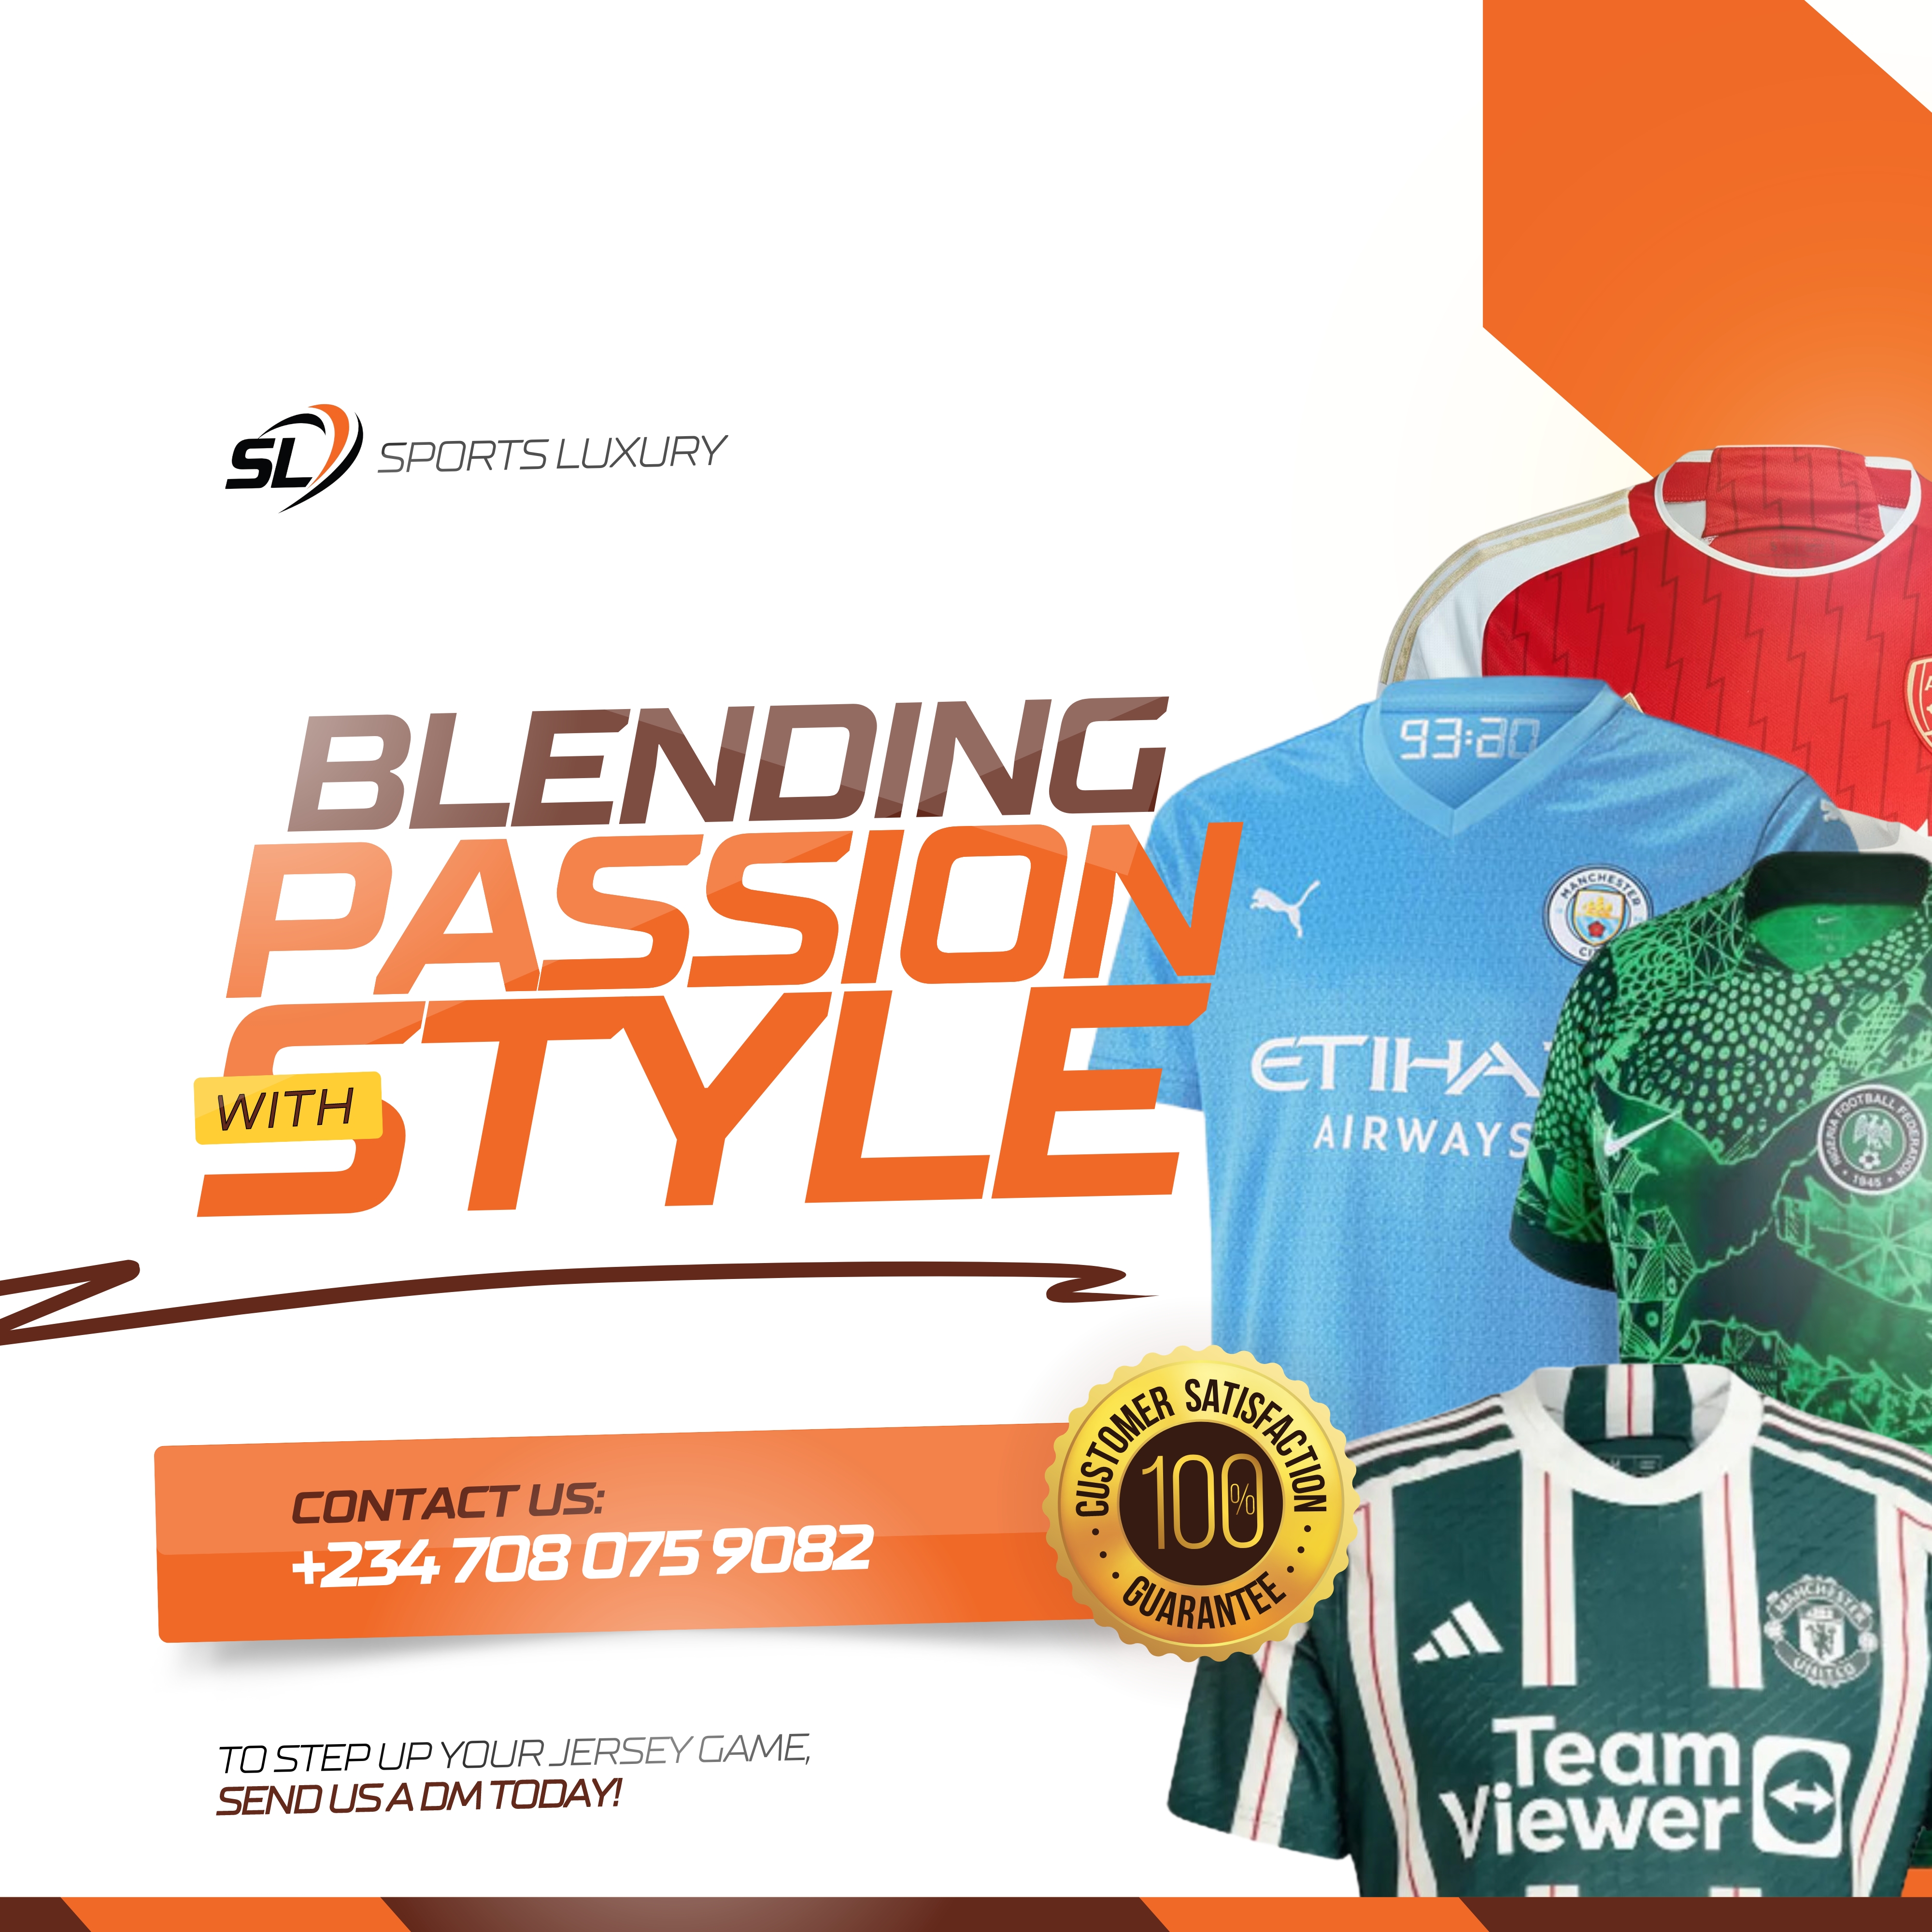 SL SPORTS LUXURY
BLENDING
PASSION
WITH
STYLE
CONTACT US:
+234 708 075 9082
TO STEP UP YOUR JERSEY GAME,
SEND US A DM TODAY!
CUSTOMER SATISFACTION
100%
GUARANTEE
93:20
MANCHESTER
CI
ETIHA
AIRWAYS
NIGERIA FOOTBALL FEDERATION
1945
MANCHESTER
UNITED
Team
Viewer